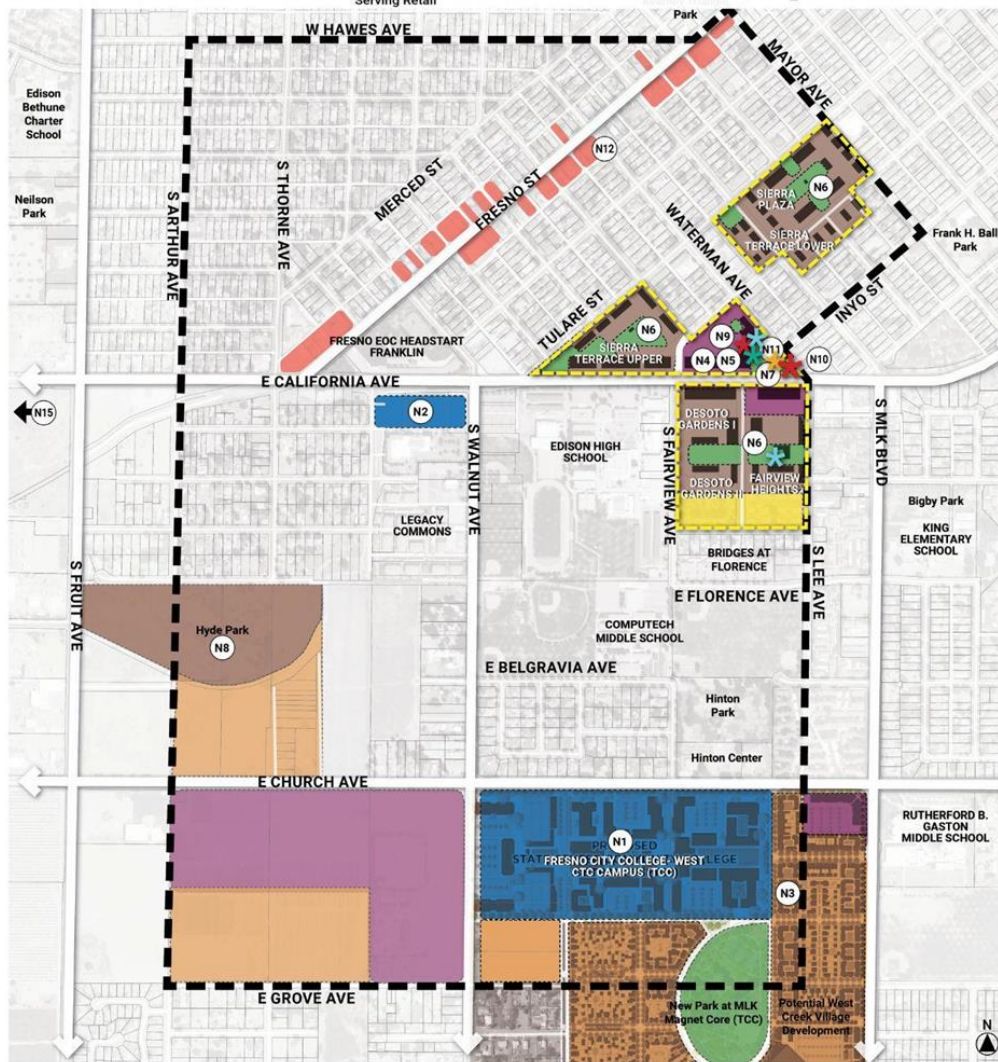 Serving Retail
Park
W HAWES AVE
MAYOR AVE
Edison
Bethune
Charter
School
Neilson
Park
S ARTHUR AVE
S THORNE AVE
MERCED ST
FRESNO ST
N12
SIERRA
PLAZA
N6
SIERRA
TERRACE LOWER
WATERMAN AVE
Frank H. Ball
Park
INYO ST
TULARE ST
N6
SIERRA
TERRACE UPPER
N9
N4
N5
N11
N7
N10
FRESNO EOC HEADSTART
FRANKLIN
E CALIFORNIA AVE
N15
N2
S WALNUT AVE
EDISON HIGH
SCHOOL
S FAIRVIEW AVE
DESOTO
GARDENS I
N6
DESOTO
GARDENS II
FAIRVIEW
HEIGHTS
S MLK BLVD
LEGACY
COMMONS
Bigby Park
KING
ELEMENTARY
SCHOOL
BRIDGES AT
FLORENCE
S LEE AVE
S FRUIT AVE
E FLORENCE AVE
Hyde Park
N8
COMPUTECH
MIDDLE SCHOOL
E BELGRAVIA AVE
Hinton
Park
Hinton Center
E CHURCH AVE
RUTHERFORD B.
GASTON
MIDDLE SCHOOL
N1
FRESNO CITY COLLEGE- WEST
CTC CAMPUS (TCC)
N3
E GROVE AVE
New Park at MLK
Magnet Core (TCC)
Potential West
Creek Village
Development
N